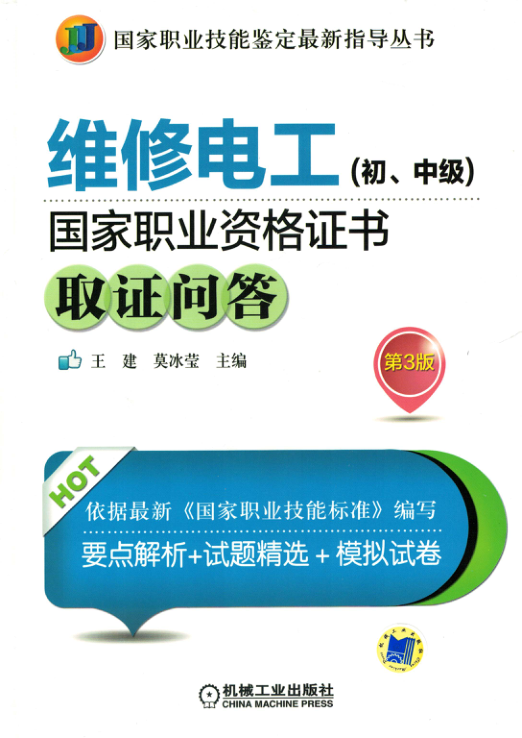 JJ 国家职业技能鉴定最新指导丛书
维修电工(初、中级)
国家职业资格证书
取证问答
王 建 莫冰莹 主编
第3版
HOT
依据最新《国家职业技能标准》编写
要点解析+试题精选+模拟试卷
机械工业出版社
CHINA MACHINE PRESS